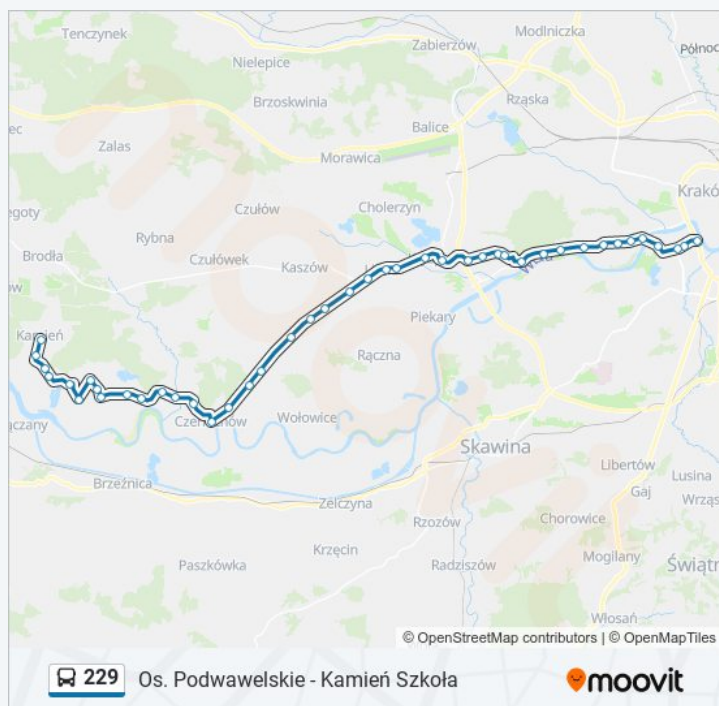 Tenczynek
Modlniczka
Zabierzów
Północ
Nielepice
Brzoskwinia
Rząska
Balice
Zalas
Morawica
Kraków
Czułów
Cholerzyn
Rybna
Brodła
Czułówek
Kaszów
Piekary
Kamień
Rączna
Wołowice
Skawina
Brzeźnica
Zelczyna
Libertów
Lusina
Gaj
Rzozów
Chorowice
Krzęcin
Mogilany
Paszkówka
Radziszów
Świątn
Włosań
© OpenStreetMap contributors | © OpenMapTiles
229 Os. Podwawelskie - Kamień Szkoła
moovit